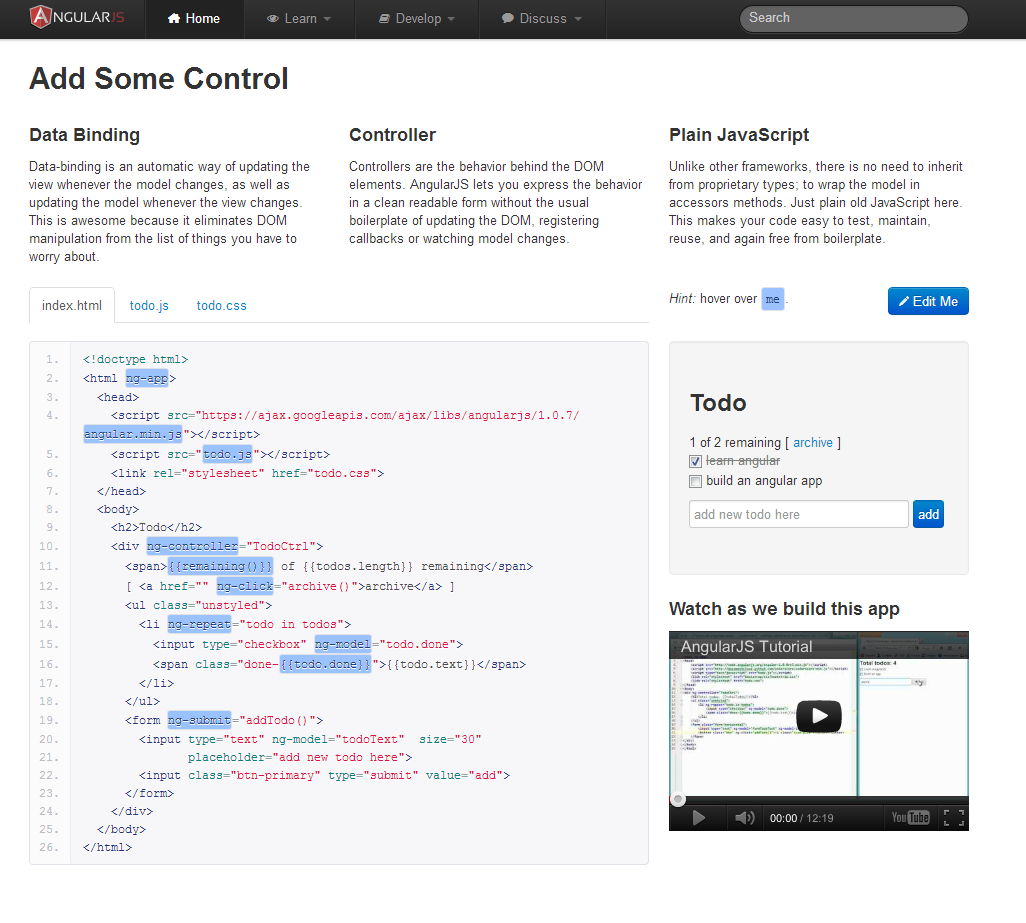 ANGULARJS Home Learn Develop Discuss Search
Add Some Control
Data Binding
Data-binding is an automatic way of updating the
view whenever the model changes, as well as
updating the model whenever the view changes.
This is awesome because it eliminates DOM
manipulation from the list of things you have to
worry about.
Controller
Controllers are the behavior behind the DOM
elements. AngularJS lets you express the behavior
in a clean readable form without the usual
boilerplate of updating the DOM, registering
callbacks or watching model changes.
Plain JavaScript
Unlike other frameworks, there is no need to inherit
from proprietary types; to wrap the model in
accessors methods. Just plain old JavaScript here.
This makes your code easy to test, maintain,
reuse, and again free from boilerplate.
index.html todo.js todo.css
1. <!doctype html>
2. <html ng-app>
3. <head>
4. <script src="https://ajax.googleapis.com/ajax/libs/angularjs/1.0.7/
angular.min.js"></script>
5. <script src="todo.js"></script>
6. <link rel="stylesheet" href="todo.css">
7. </head>
8. <body>
9. <h2>Todo</h2>
10. <div ng-controller="TodoCtrl">
11. <span>{{remaining()}} of {{todos.length}} remaining</span>
12. [ <a href="" ng-click="archive()">archive</a> ]
13. <ul class="unstyled">
14. <li ng-repeat="todo in todos">
15. <input type="checkbox" ng-model="todo.done">
16. <span class="done-{{todo.done}}">{{todo.text}}</span>
17. </li>
18. </ul>
19. <form ng-submit="addTodo()">
20. <input type="text" ng-model="todoText" size="30"
21. placeholder="add new todo here">
22. <input class="btn-primary" type="submit" value="add">
23. </form>
24. </div>
25. </body>
26. </html>
Hint: hover over me .
Edit Me
Todo
1 of 2 remaining [ archive ]
learn angular
build an angular app
add new todo here add
Watch as we build this app
AngularJS Tutorial
Total todos: 4
00:00 / 12:19 YouTube